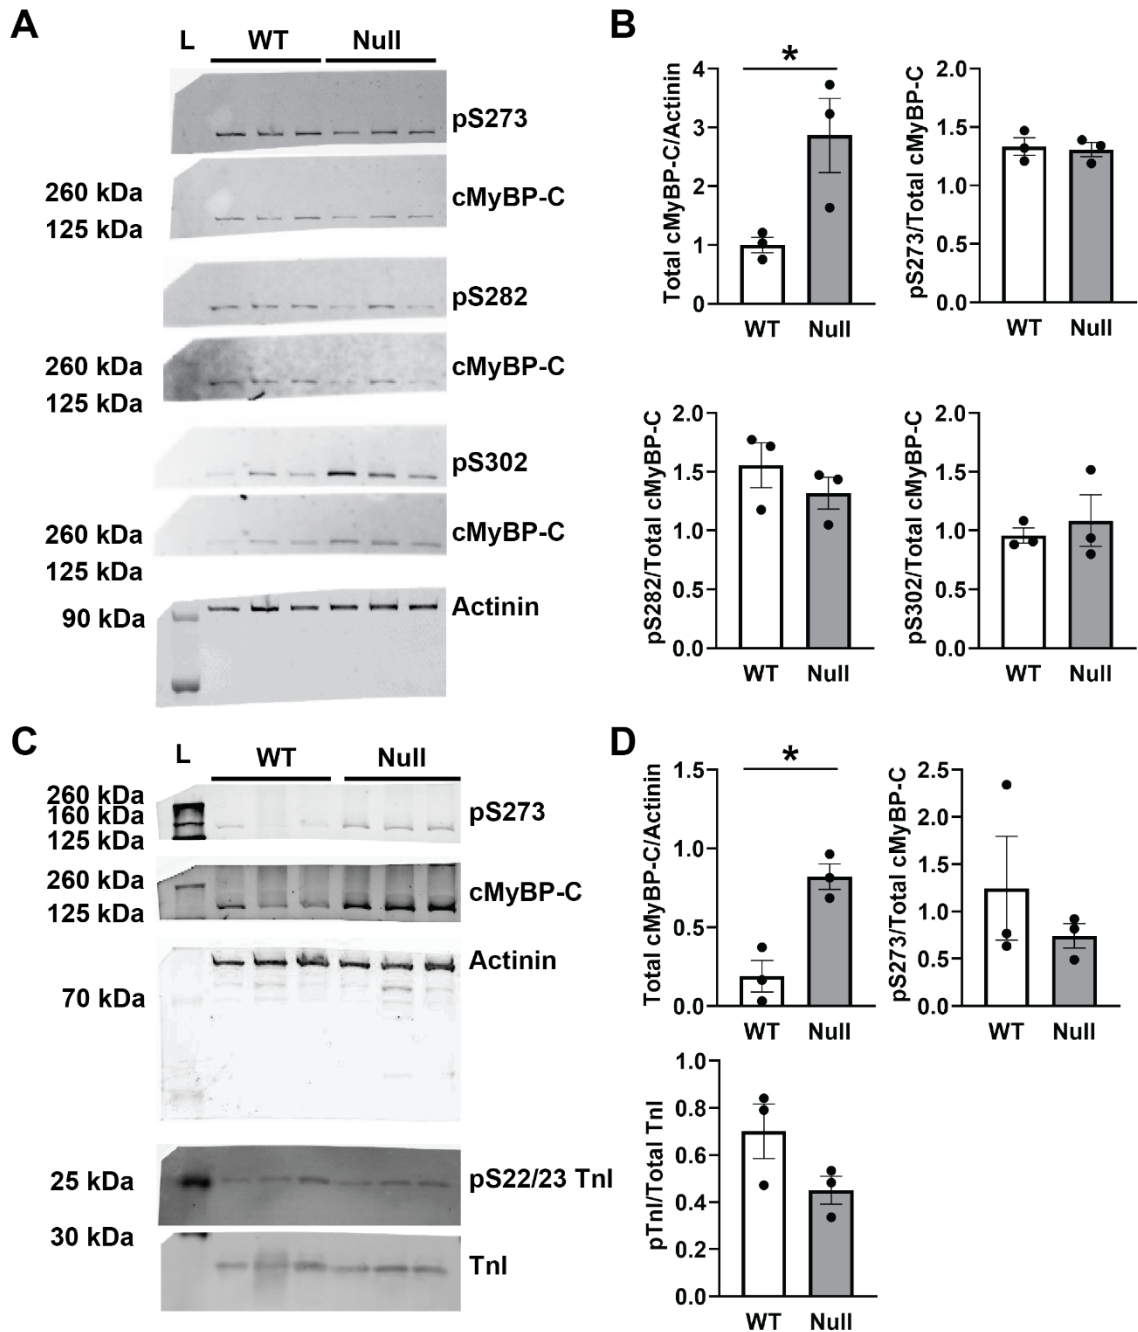 A
L WT Null
pS273
260 kDa
cMyBP-C
125 kDa
pS282
260 kDa
cMyBP-C
125 kDa
pS302
260 kDa
cMyBP-C
125 kDa
Actinin
90 kDa
B
*
Total cMyBP-C/Actinin
4
3
2
1
0
WT Null
pS273/Total cMyBP-C
2.0
1.5
1.0
0.5
0.0
WT Null
pS282/Total cMyBP-C
2.0
1.5
1.0
0.5
0.0
WT Null
pS302/Total cMyBP-C
2.0
1.5
1.0
0.5
0.0
WT Null
C
L WT Null
260 kDa
160 kDa
125 kDa
pS273
260 kDa
125 kDa
cMyBP-C
Actinin
70 kDa
25 kDa
pS22/23 TnI
30 kDa
TnI
D
*
Total cMyBP-C/Actinin
1.5
1.0
0.5
0.0
WT Null
pS273/Total cMyBP-C
2.5
2.0
1.5
1.0
0.5
0.0
WT Null
pTnI/Total TnI
1.0
0.8
0.6
0.4
0.2
0.0
WT Null